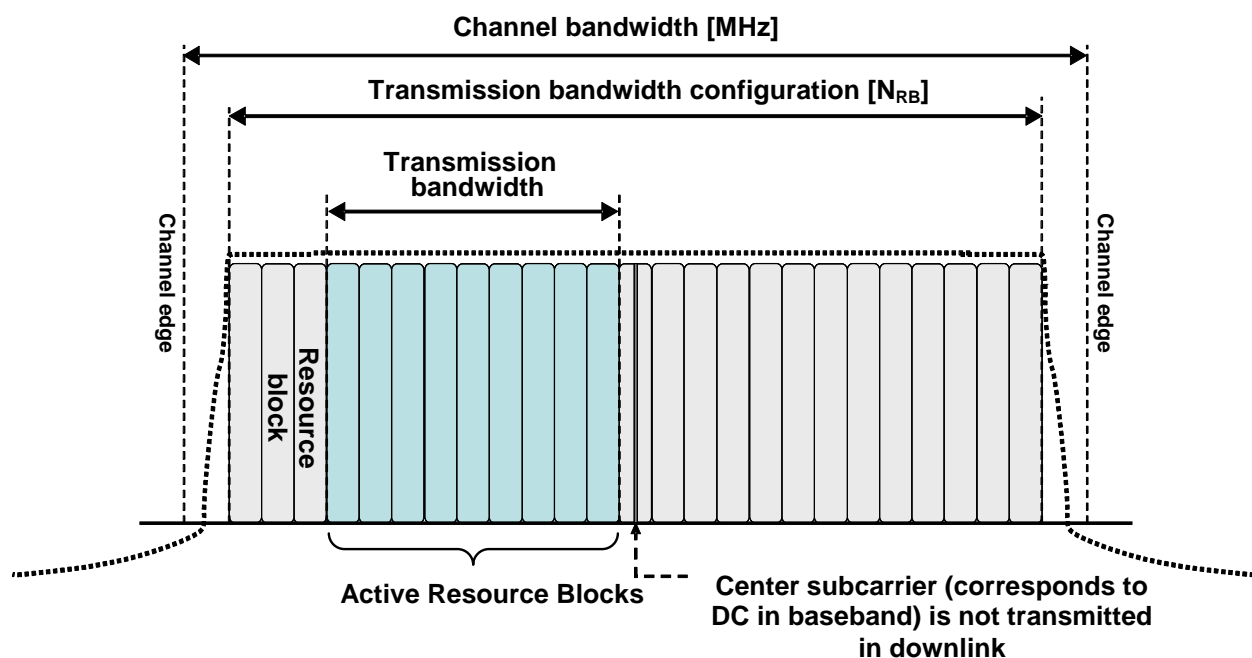 Channel bandwidth [MHz]
Transmission bandwidth configuration [N_RB]
Transmission
bandwidth
Channel edge
Channel edge
Resource
block
Active Resource Blocks
Center subcarrier (corresponds to
DC in baseband) is not transmitted
in downlink